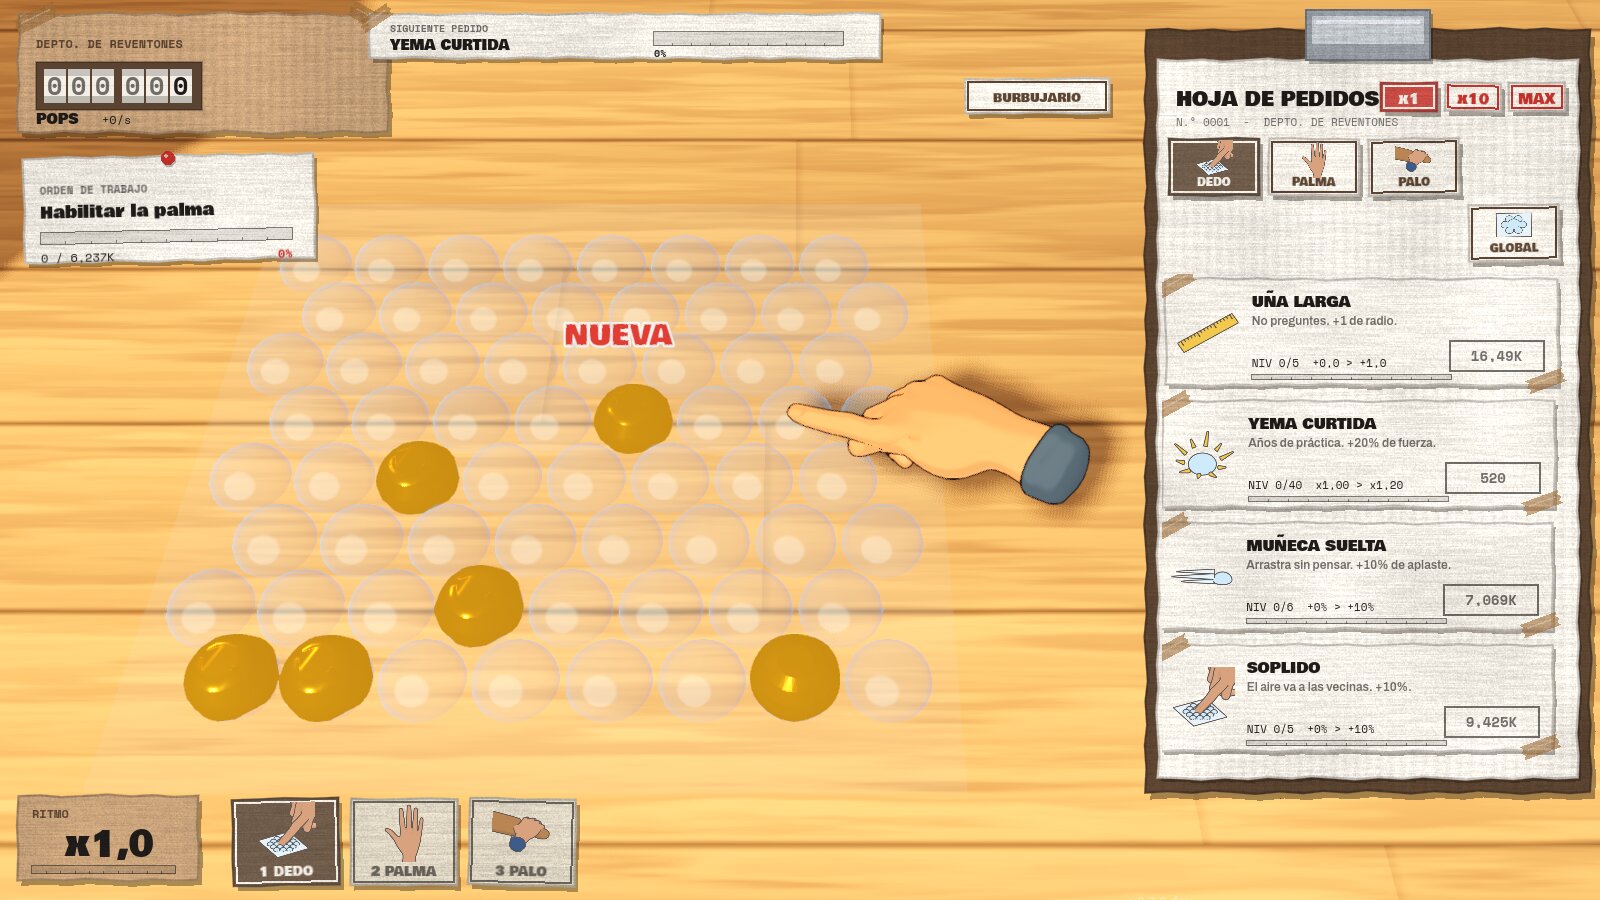 DEPTO. DE REVENTONES
000 000
POPS +0/s
SIGUIENTE PEDIDO
YEMA CURTIDA
0%
BURBUJARIO
ORDEN DE TRABAJO
Habilitar la palma
0 / 6,237K 0%
NUEVA
HOJA DE PEDIDOS x1 x10 MAX
N.° 0001 - DEPTO. DE REVENTONES
DEDO PALMA PALO
GLOBAL
UÑA LARGA
No preguntes. +1 de radio.
NIV 0/5 +0,0 > +1,0 16,49K
YEMA CURTIDA
Años de práctica. +20% de fuerza.
NIV 0/40 x1,00 > x1,20 520
MUÑECA SUELTA
Arrastra sin pensar. +10% de aplaste.
NIV 0/6 +0% > +10% 7,069K
SOPLIDO
El aire va a las vecinas. +10%.
NIV 0/5 +0% > +10% 9,425K
RITMO
x1,0
1 DEDO 2 PALMA 3 PALO